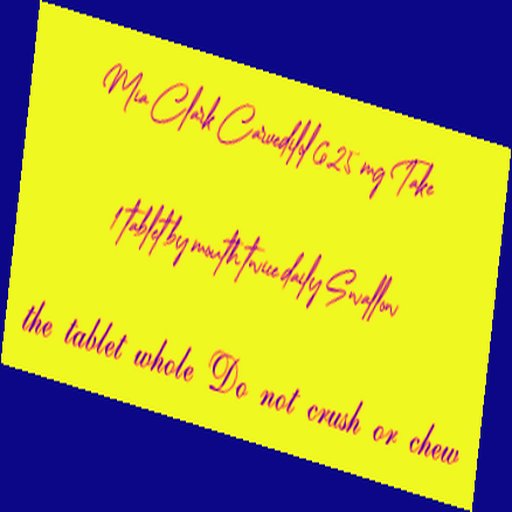 Mia Clark Carvedilol 6.25 mg Take
1 tablet by mouth twice daily Swallow
the tablet whole Do not crush or chew